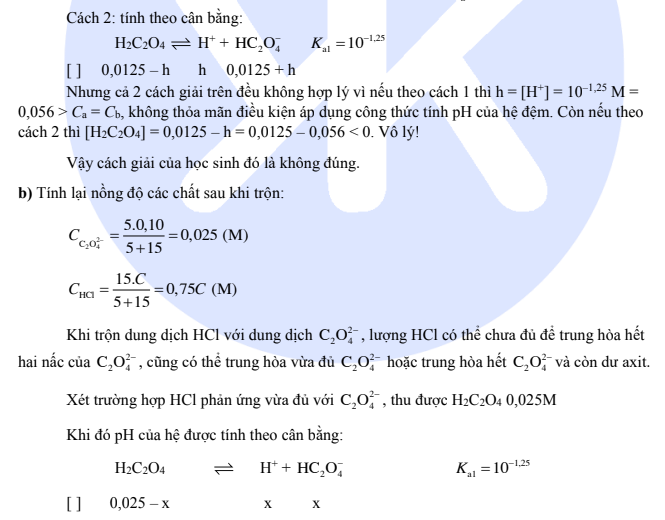 Cách 2: tính theo cân bằng:
H₂C₂O₄ ⇌ H⁺ + HC₂O₄⁻ Kₐ₁ = 10⁻¹·²⁵
[ ] 0,0125 – h h 0,0125 + h
Nhưng cả 2 cách giải trên đều không hợp lý vì nếu theo cách 1 thì h = [H⁺] = 10⁻¹·²⁵ M =
0,056 > Cₐ = C_b, không thỏa mãn điều kiện áp dụng công thức tính pH của hệ đệm. Còn nếu theo
cách 2 thì [H₂C₂O₄] = 0,0125 – h = 0,0125 – 0,056 < 0. Vô lý!
Vậy cách giải của học sinh đó là không đúng.
b) Tính lại nồng độ các chất sau khi trộn:
C_{C₂O₄²⁻} = \frac{5.0,10}{5+15} = 0,025 (M)
C_{HCl} = \frac{15.C}{5+15} = 0,75C (M)
Khi trộn dung dịch HCl với dung dịch C₂O₄²⁻, lượng HCl có thể chưa đủ để trung hòa hết
hai nấc của C₂O₄²⁻, cũng có thể trung hòa vừa đủ C₂O₄²⁻ hoặc trung hòa hết C₂O₄²⁻ và còn dư axit.
Xét trường hợp HCl phản ứng vừa đủ với C₂O₄²⁻, thu được H₂C₂O₄ 0,025M
Khi đó pH của hệ được tính theo cân bằng:
H₂C₂O₄ ⇌ H⁺ + HC₂O₄⁻ Kₐ₁ = 10⁻¹·²⁵
[ ] 0,025 – x x x